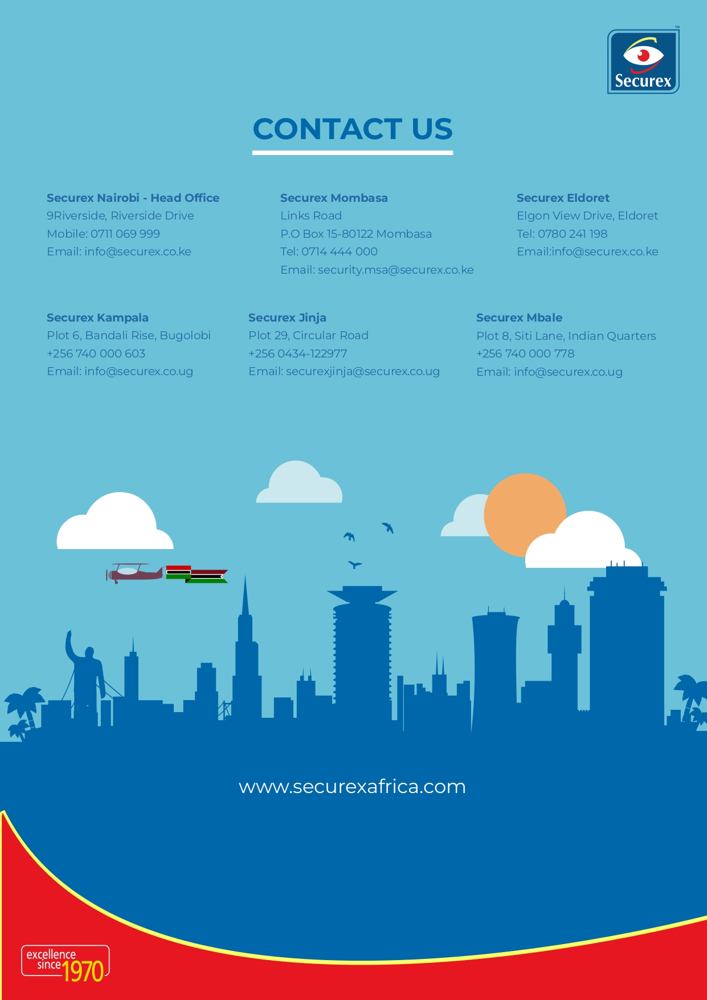 TM
Securex
CONTACT US
Securex Nairobi - Head Office
9Riverside, Riverside Drive
Mobile: 0711 069 999
Email: info@securex.co.ke
Securex Mombasa
Links Road
P.O Box 15-80122 Mombasa
Tel: 0714 444 000
Email: security.msa@securex.co.ke
Securex Eldoret
Elgon View Drive, Eldoret
Tel: 0780 241 198
Email:info@securex.co.ke
Securex Kampala
Plot 6, Bandali Rise, Bugolobi
+256 740 000 603
Email: info@securex.co.ug
Securex Jinja
Plot 29, Circular Road
+256 0434-122977
Email: securexjinja@securex.co.ug
Securex Mbale
Plot 8, Siti Lane, Indian Quarters
+256 740 000 778
Email: info@securex.co.ug
www.securexafrica.com
excellence
since 1970